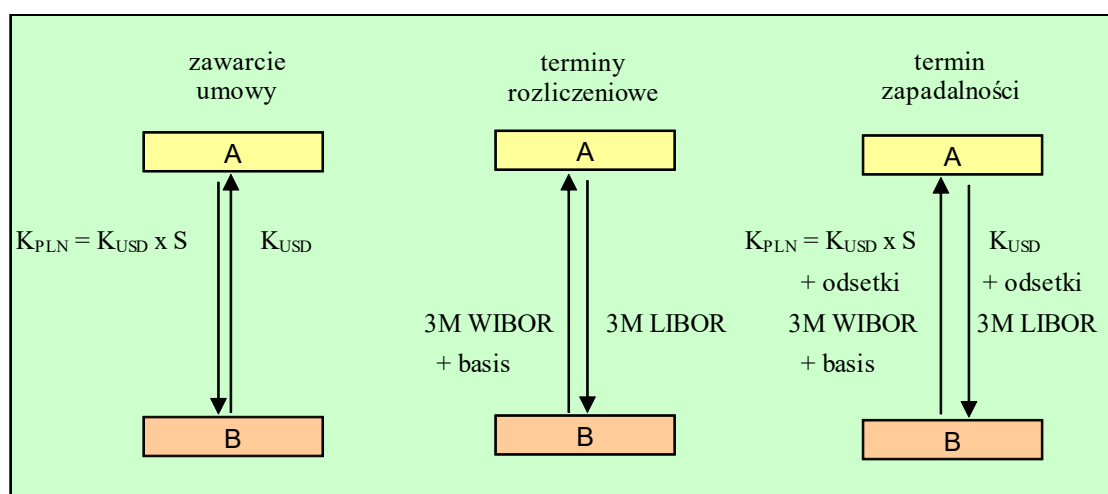 zawarcie
umowy
A
K_PLN = K_USD x S
K_USD
B
terminy
rozliczeniowe
A
3M WIBOR
+ basis
3M LIBOR
B
termin
zapadalności
A
K_PLN = K_USD x S
+ odsetki
3M WIBOR
+ basis
K_USD
+ odsetki
3M LIBOR
B